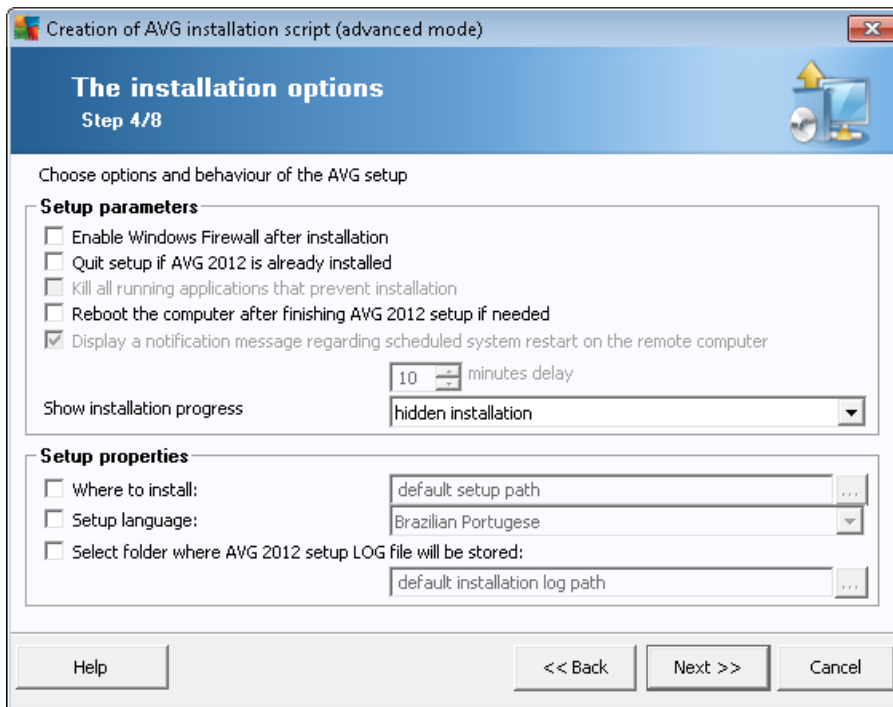 Creation of AVG installation script (advanced mode)
The installation options
Step 4/8
Choose options and behaviour of the AVG setup
Setup parameters
Enable Windows Firewall after installation
Quit setup if AVG 2012 is already installed
Kill all running applications that prevent installation
Reboot the computer after finishing AVG 2012 setup if needed
Display a notification message regarding scheduled system restart on the remote computer
10 minutes delay
Show installation progress hidden installation
Setup properties
Where to install: default setup path ...
Setup language: Brazilian Portugese
Select folder where AVG 2012 setup LOG file will be stored:
default installation log path ...
Help << Back Next >> Cancel